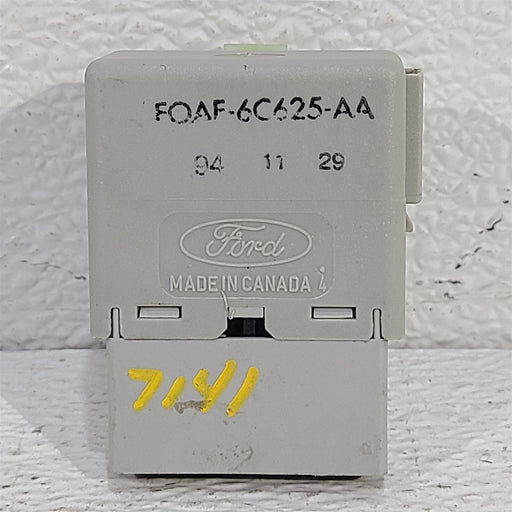 FOAF-6C625-AA
94 11 29
Ford
MADE IN CANADA
7141